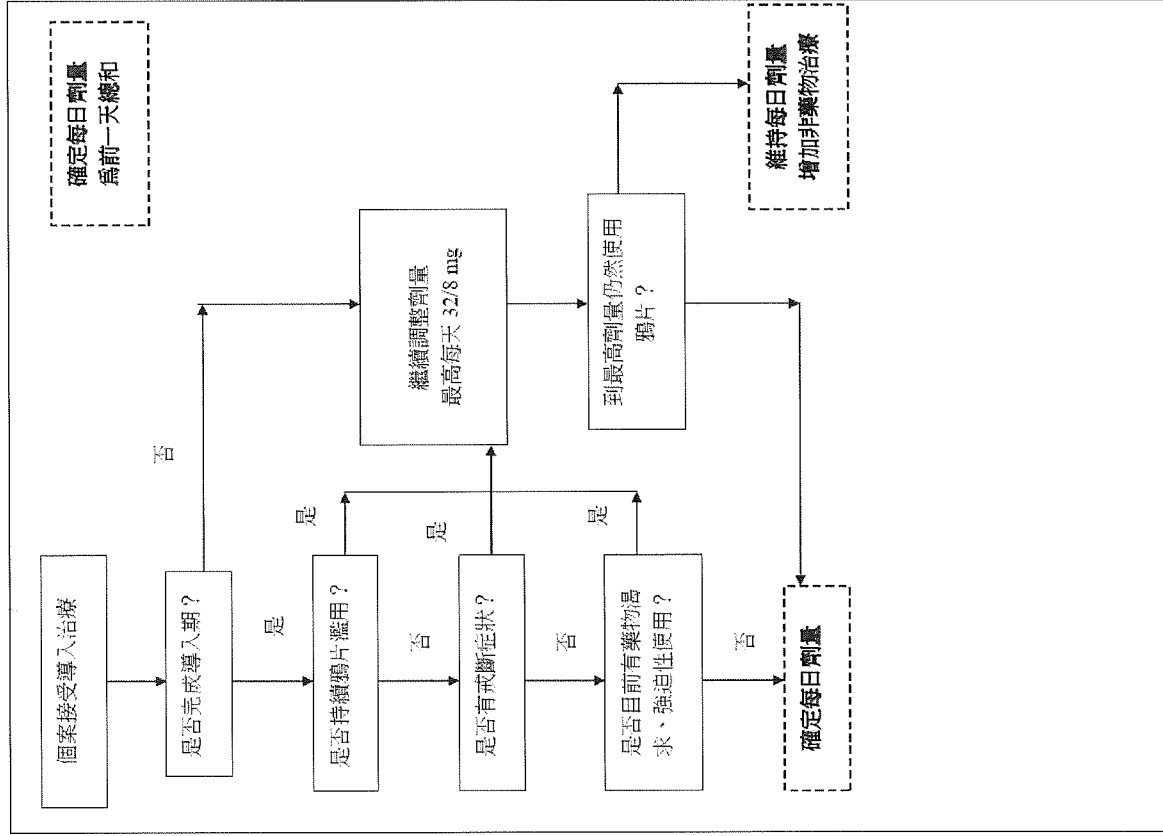 個案接受導入治療
確定每日劑量
爲前一天總和
是否完成導入期？
否
是
是否持續鴉片濫用？
是
繼續調整劑量
最高每天 32/8 mg
否
是否有戒斷症狀？
是
否
是否目前有藥物渴
求、強迫性使用？
是
到最高劑量仍然使用
鴉片？
否
確定每日劑量
維持每日劑量
增加非藥物治療